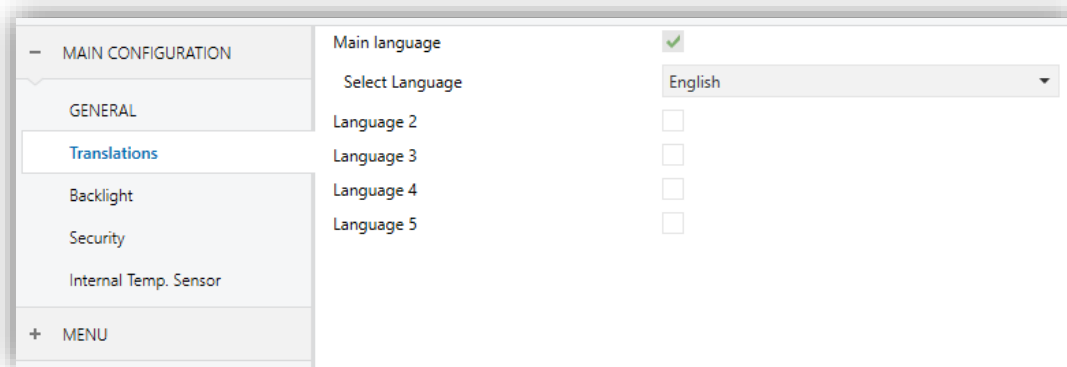 MAIN CONFIGURATION
GENERAL
Translations
Backlight
Security
Internal Temp. Sensor
MENU
Main language
Select Language
English
Language 2
Language 3
Language 4
Language 5